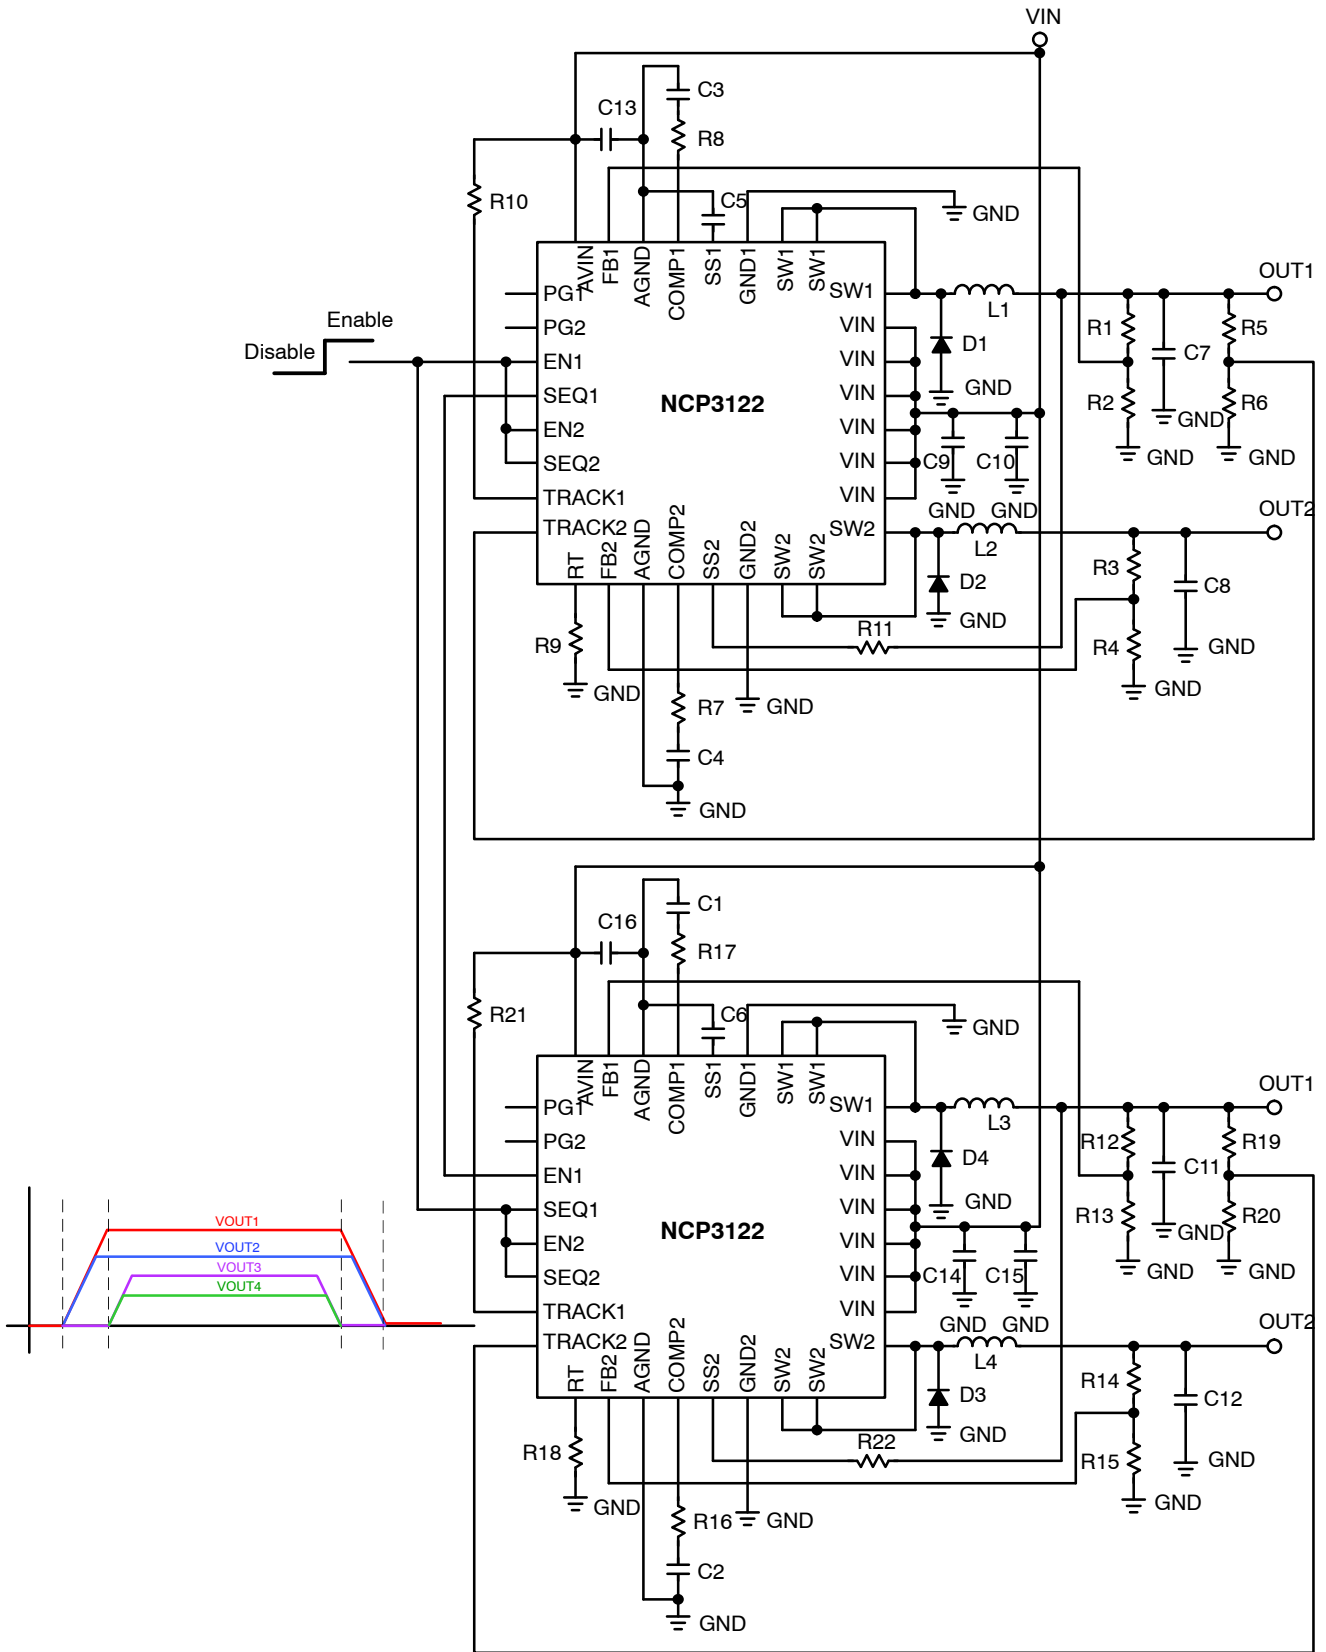 VIN
C3
C13
R8
R10
C5
GND
AVIN
FB1
AGND
COMP1
SS1
GND1
SW1
SW1
OUT1
PG1
SW1
L1
Enable
PG2
VIN
R1
R5
Disable
D1
C7
EN1
VIN
GND
SEQ1
NCP3122
VIN
R2
GND
R6
EN2
VIN
GND
GND
SEQ2
VIN
C9
C10
TRACK1
VIN
GND
GND
OUT2
TRACK2
SW2
L2
RT
FB2
AGND
COMP2
SS2
GND2
SW2
SW2
R3
D2
C8
GND
R11
R9
R4
GND
GND
GND
R7
GND
C4
GND
C1
C16
R17
R21
C6
GND
AVIN
FB1
AGND
COMP1
SS1
GND1
SW1
SW1
OUT1
PG1
SW1
L3
PG2
VIN
R12
R19
D4
C11
EN1
VIN
GND
SEQ1
NCP3122
VIN
R13
GND
R20
VOUT1
EN2
VIN
VOUT2
GND
GND
VOUT3
SEQ2
VIN
C14
C15
VOUT4
TRACK1
VIN
GND
GND
OUT2
TRACK2
SW2
L4
RT
FB2
AGND
COMP2
SS2
GND2
SW2
SW2
R14
D3
C12
GND
R22
R18
R15
GND
GND
GND
R16
GND
C2
GND